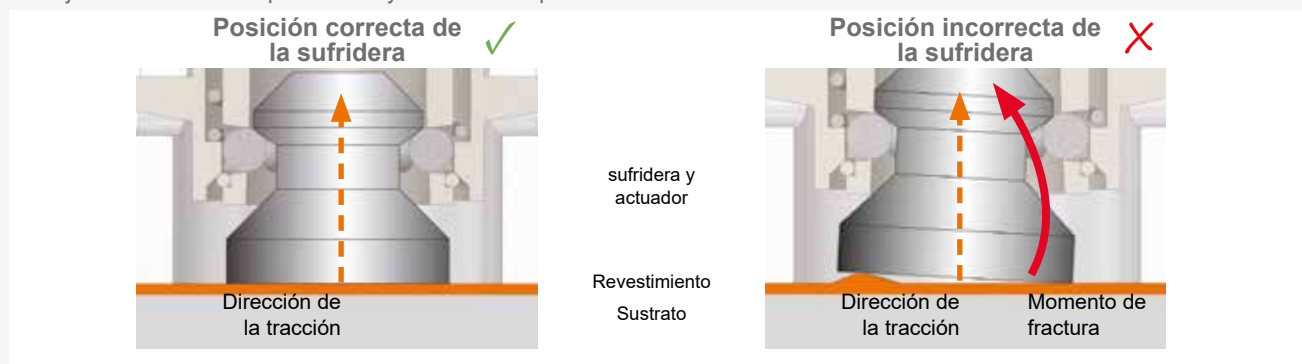 Posición correcta de
la sufridera
Posición incorrecta de
la sufridera
sufridera y
actuador
Revestimiento
Sustrato
Dirección de
la tracción
Dirección de
la tracción
Momento de
fractura